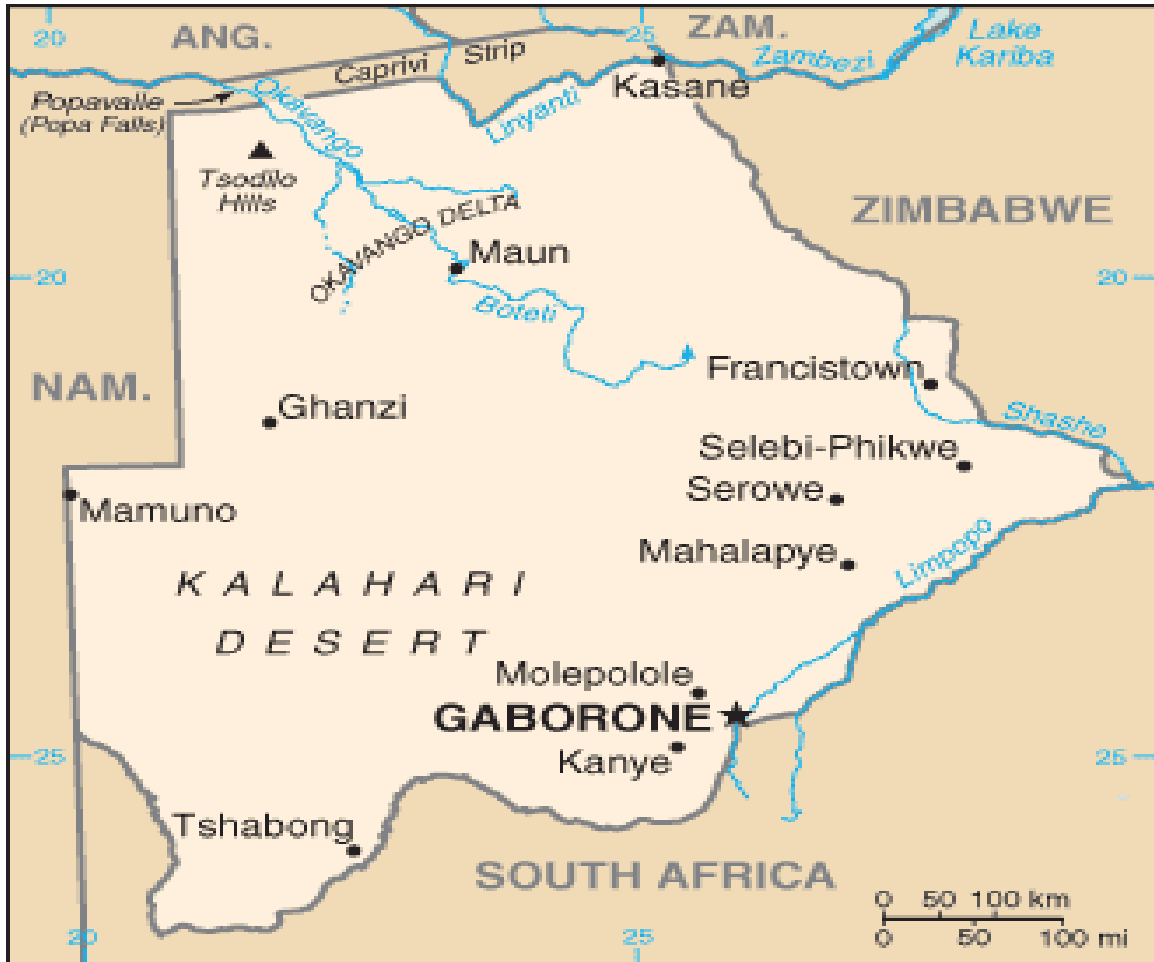 20
ANG.
25
ZAM.
Lake
Kariba
Caprivi Strip
Zambezi
Kasane
Popavalle
(Popa Falls)
Okavango
Linyanti
Tsodilo
Hills
ZIMBABWE
OKAVANGO DELTA
Maun
20
20
Boteti
Francistown
NAM.
Ghanzi
Shashe
Selebi-Phikwe
Serowe
Mamuno
Limpopo
Mahalapye
KALAHARI
DESERT
Molepolole
GABORONE
Kanye
25
25
Tshabong
SOUTH AFRICA
0 50 100 km
0 50 100 mi
20
25